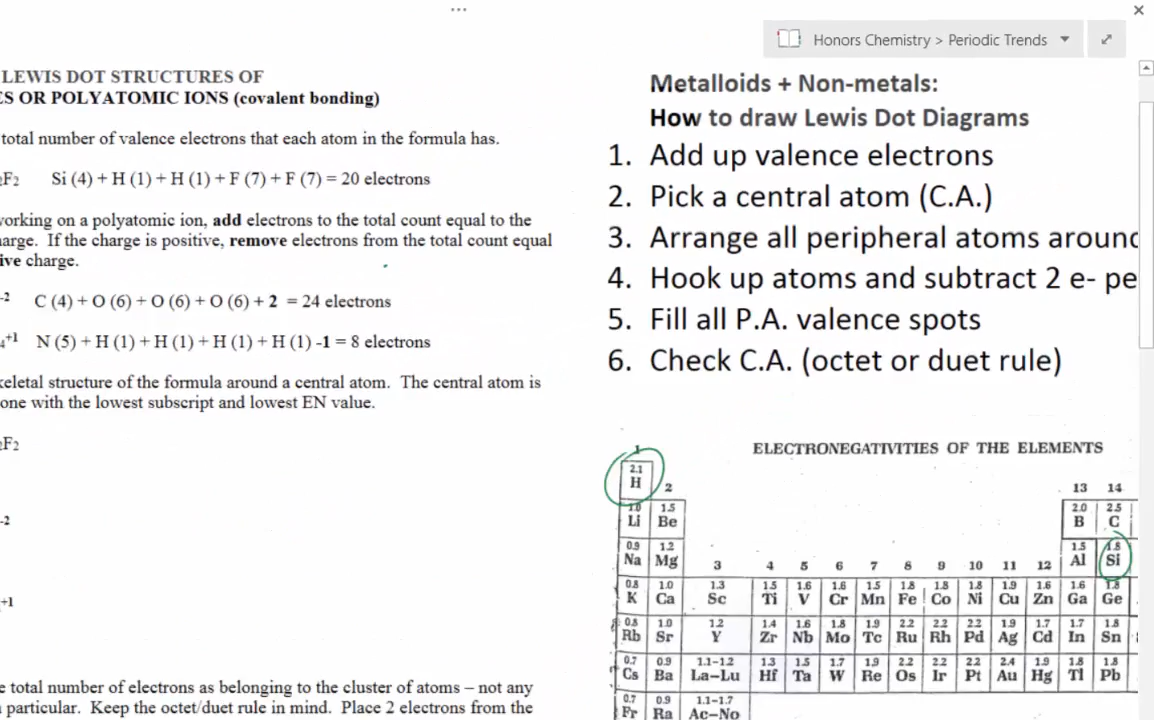 Honors Chemistry > Periodic Trends
LEWIS DOT STRUCTURES OF
ES OR POLYATOMIC IONS (covalent bonding)
total number of valence electrons that each atom in the formula has.
F2 Si (4) + H (1) + H (1) + F (7) + F (7) = 20 electrons
working on a polyatomic ion, add electrons to the total count equal to the
arge. If the charge is positive, remove electrons from the total count equal
ive charge.
-2 C (4) + O (6) + O (6) + O (6) + 2 = 24 electrons
4+1 N (5) + H (1) + H (1) + H (1) + H (1) -1 = 8 electrons
keletal structure of the formula around a central atom. The central atom is
one with the lowest subscript and lowest EN value.
F2
-2
+1
e total number of electrons as belonging to the cluster of atoms – not any
particular. Keep the octet/duet rule in mind. Place 2 electrons from the
Metalloids + Non-metals:
How to draw Lewis Dot Diagrams
1. Add up valence electrons
2. Pick a central atom (C.A.)
3. Arrange all peripheral atoms around
4. Hook up atoms and subtract 2 e- pe
5. Fill all P.A. valence spots
6. Check C.A. (octet or duet rule)
ELECTRONEGATIVITIES OF THE ELEMENTS
1
2.1
H 2 13 14
1.0 1.5 2.0 2.5
Li Be B C
0.9 1.2 1.5 1.8
Na Mg 3 4 5 6 7 8 9 10 11 12 Al Si
0.8 1.0 1.3 1.5 1.6 1.6 1.5 1.8 1.8 1.8 1.9 1.6 1.6 1.8
K Ca Sc Ti V Cr Mn Fe Co Ni Cu Zn Ga Ge
0.8 1.0 1.2 1.4 1.6 1.8 1.9 2.2 2.2 2.2 1.9 1.7 1.7 1.8
Rb Sr Y Zr Nb Mo Tc Ru Rh Pd Ag Cd In Sn
0.7 0.9 1.1–1.2 1.3 1.5 1.7 1.9 2.2 2.2 2.2 2.4 1.9 1.8 1.8
Cs Ba La–Lu Hf Ta W Re Os Ir Pt Au Hg Tl Pb
0.7 0.9 1.1–1.7
Fr Ra Ac–No